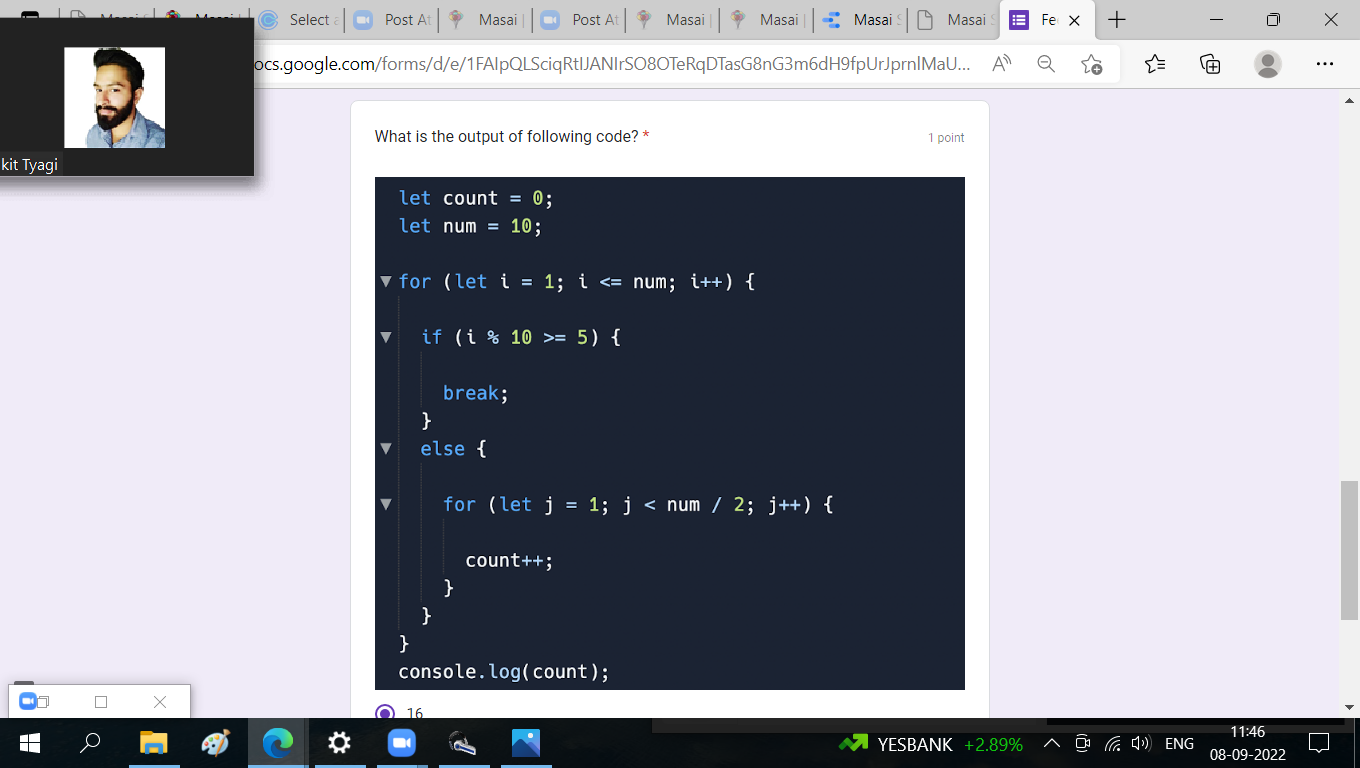 Select
Post At
Masai
Post At
Masai
Masai
Masai
Masai
Fe
ocs.google.com/forms/d/e/1FAIpQLSciqRtIJANIrSO8OTeRqDTasG8nG3m6dH9fpUrJprnlMaU...
kit Tyagi
What is the output of following code? *
1 point
let count = 0;
let num = 10;
for (let i = 1; i <= num; i++) {
if (i % 10 >= 5) {
break;
}
else {
for (let j = 1; j < num / 2; j++) {
count++;
}
}
}
console.log(count);
16
YESBANK +2.89%
ENG
11:46
08-09-2022